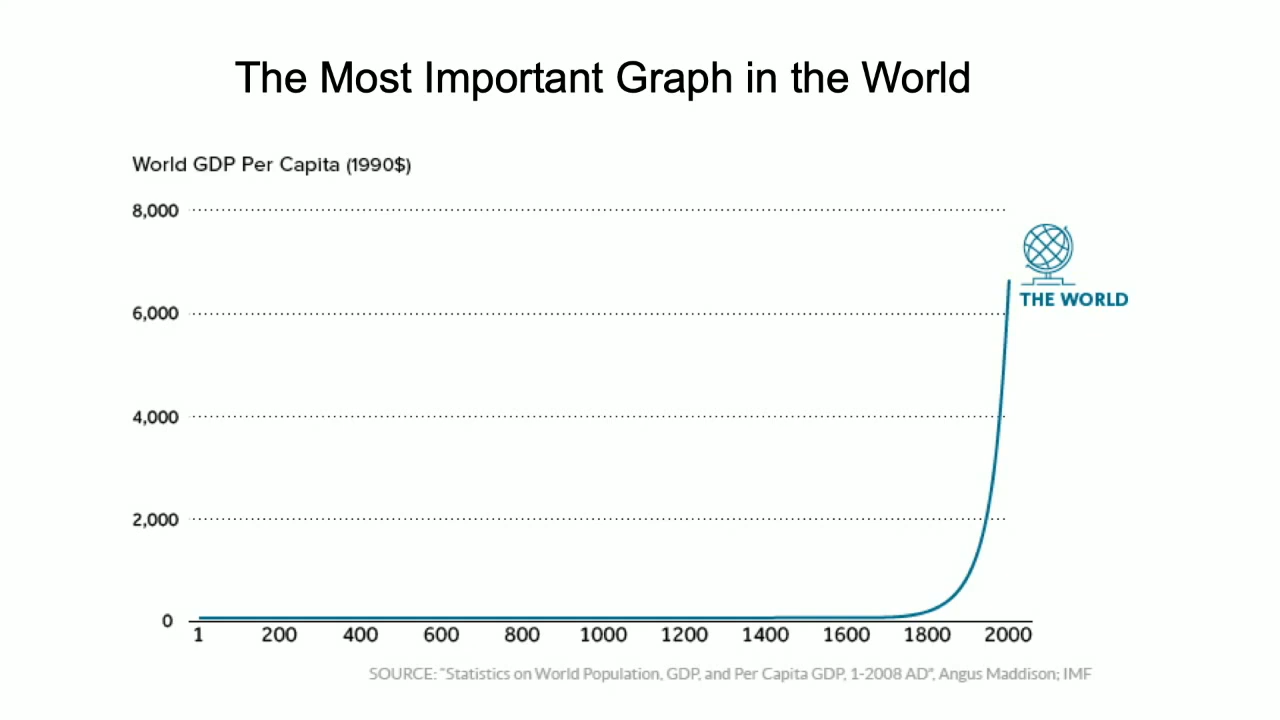 The Most Important Graph in the World
World GDP Per Capita (1990$)
8,000
THE WORLD
6,000
4,000
2,000
0
1 200 400 600 800 1000 1200 1400 1600 1800 2000
SOURCE: "Statistics on World Population, GDP, and Per Capita GDP, 1-2008 AD", Angus Maddison; IMF